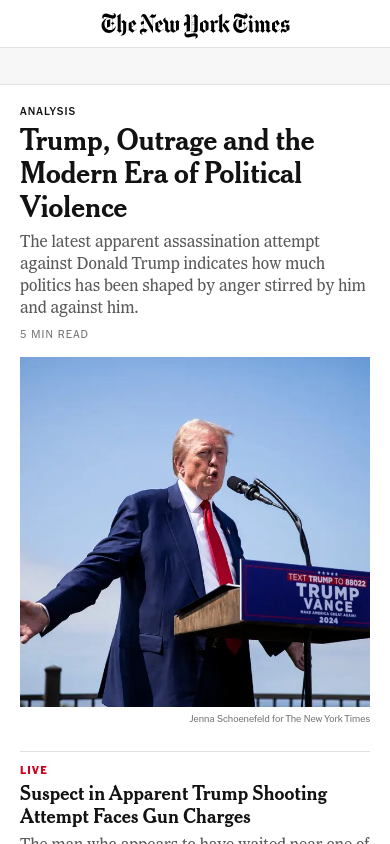 The New York Times
ANALYSIS
Trump, Outrage and the
Modern Era of Political
Violence
The latest apparent assassination attempt
against Donald Trump indicates how much
politics has been shaped by anger stirred by him
and against him.
5 MIN READ
TEXT TRUMP TO 88022
TRUMP
VANCE
MAKE AMERICA GREAT AGAIN!
2024
Jenna Schoenefeld for The New York Times
LIVE
Suspect in Apparent Trump Shooting
Attempt Faces Gun Charges
The man who appears to have waited near one of